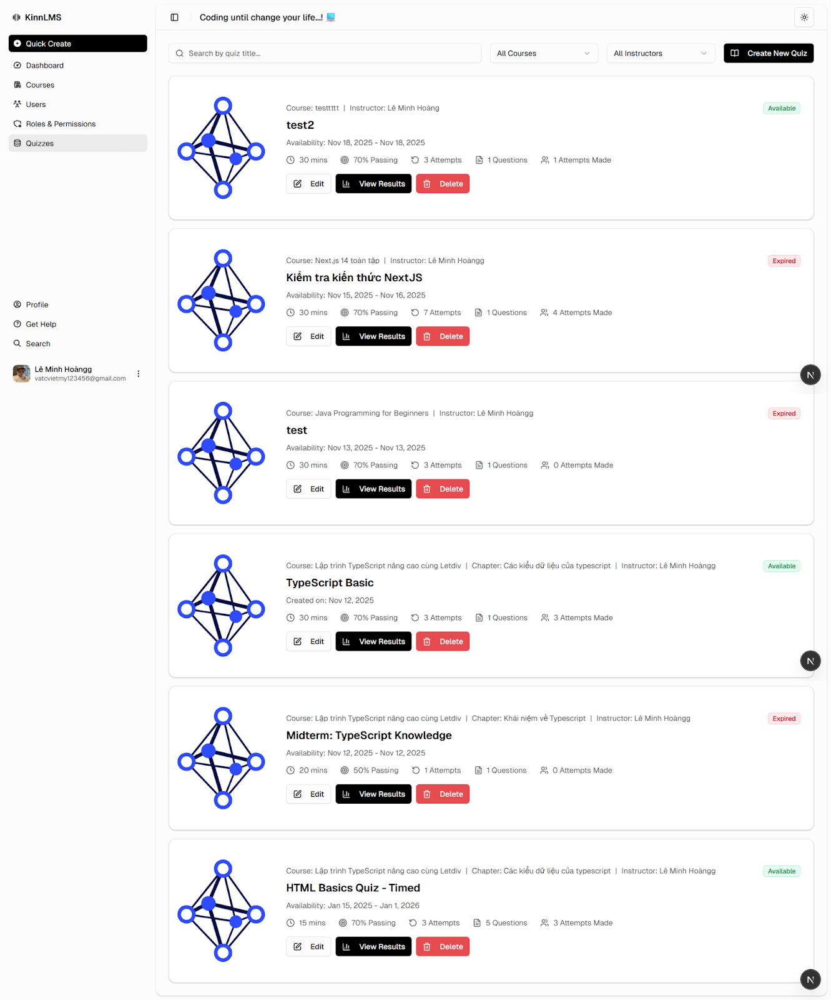 KinnLMS
Quick Create
Dashboard
Courses
Users
Roles & Permissions
Quizzes
Profile
Get Help
Search
Lê Minh Hoàngg
vatcvietmy123456@gmail.com
Coding until change your life...! 💻
Search by quiz title...
All Courses
All Instructors
Create New Quiz
Course: testtttt | Instructor: Lê Minh Hoàng
Available
test2
Availability: Nov 18, 2025 - Nov 18, 2025
30 mins 70% Passing 3 Attempts 1 Questions 1 Attempts Made
Edit View Results Delete
Course: Next.js 14 toàn tập | Instructor: Lê Minh Hoàngg
Expired
Kiểm tra kiến thức NextJS
Availability: Nov 15, 2025 - Nov 16, 2025
30 mins 70% Passing 7 Attempts 1 Questions 4 Attempts Made
Edit View Results Delete
N
Course: Java Programming for Beginners | Instructor: Lê Minh Hoàngg
Expired
test
Availability: Nov 13, 2025 - Nov 13, 2025
30 mins 70% Passing 3 Attempts 1 Questions 0 Attempts Made
Edit View Results Delete
Course: Lập trình TypeScript nâng cao cùng Letdiv | Chapter: Các kiểu dữ liệu của typescript | Instructor: Lê Minh Hoàngg
Available
TypeScript Basic
Created on: Nov 12, 2025
30 mins 70% Passing 3 Attempts 1 Questions 3 Attempts Made
Edit View Results Delete
N
Course: Lập trình TypeScript nâng cao cùng Letdiv | Chapter: Khái niệm về Typescript | Instructor: Lê Minh Hoàngg
Expired
Midterm: TypeScript Knowledge
Availability: Nov 12, 2025 - Nov 12, 2025
20 mins 50% Passing 1 Attempts 1 Questions 0 Attempts Made
Edit View Results Delete
Course: Lập trình TypeScript nâng cao cùng Letdiv | Chapter: Các kiểu dữ liệu của typescript | Instructor: Lê Minh Hoàngg
Available
HTML Basics Quiz - Timed
Availability: Jan 15, 2025 - Jan 1, 2026
15 mins 70% Passing 3 Attempts 5 Questions 3 Attempts Made
Edit View Results Delete
N